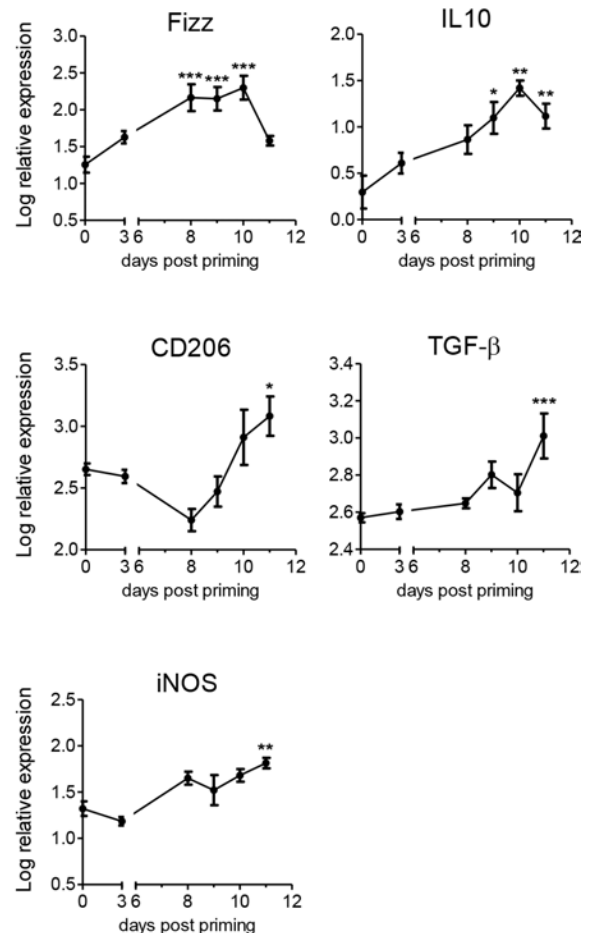 Fizz
Log relative expression
3.0
2.5
2.0
1.5
1.0
0.5
*** *** ***
0 3 6 8 10 12
days post priming
IL10
2.0
1.5
1.0
0.5
0.0
* ** **
0 3 6 8 10 12
days post priming
CD206
Log relative expression
3.5
3.0
2.5
2.0
*
0 3 6 8 10 12
days post priming
TGF-β
3.4
3.2
3.0
2.8
2.6
2.4
***
0 3 6 8 10 12
days post priming
iNOS
Log relative expression
2.5
2.0
1.5
1.0
0.5
**
0 3 6 8 10 12
days post priming